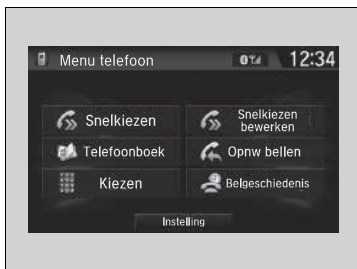 Menu telefoon 12:34
Snelkiezen
Snelkiezen
bewerken
Telefoonboek
Opnw bellen
Kiezen
Belgeschiedenis
Instelling